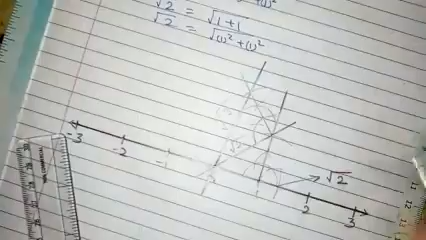 √2 = √1+1
√2 = √(1)² + (1)²
√2
-3 -2 -1 2 3